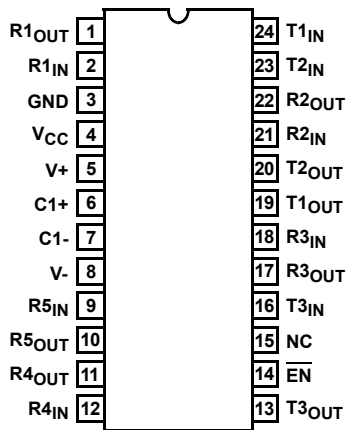 R1OUT 1 24 T1IN
R1IN 2 23 T2IN
GND 3 22 R2OUT
VCC 4 21 R2IN
V+ 5 20 T2OUT
C1+ 6 19 T1OUT
C1- 7 18 R3IN
V- 8 17 R3OUT
R5IN 9 16 T3IN
R5OUT 10 15 NC
R4OUT 11 14 E̅N̅
R4IN 12 13 T3OUT